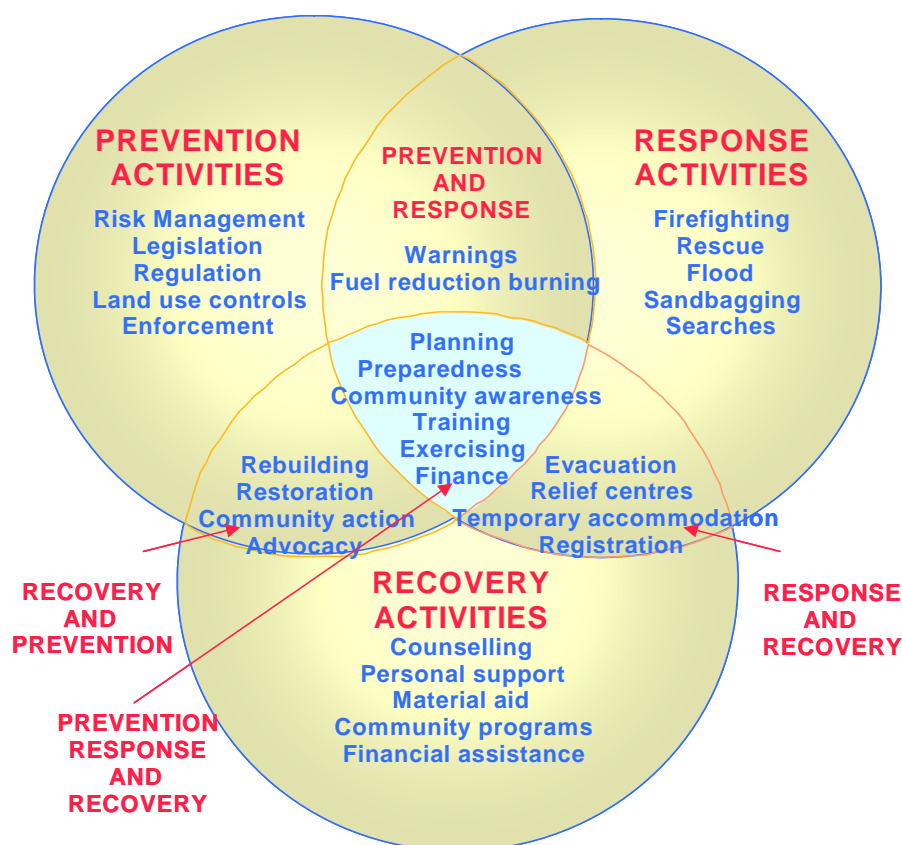 PREVENTION
ACTIVITIES
Risk Management
Legislation
Regulation
Land use controls
Enforcement
PREVENTION
AND
RESPONSE
Warnings
Fuel reduction burning
RESPONSE
ACTIVITIES
Firefighting
Rescue
Flood
Sandbagging
Searches
Planning
Preparedness
Community awareness
Training
Exercising
Finance
Rebuilding
Restoration
Community action
Advocacy
Evacuation
Relief centres
Temporary accommodation
Registration
RECOVERY
AND
PREVENTION
RECOVERY
ACTIVITIES
Counselling
Personal support
Material aid
Community programs
Financial assistance
RESPONSE
AND
RECOVERY
PREVENTION
RESPONSE
AND
RECOVERY